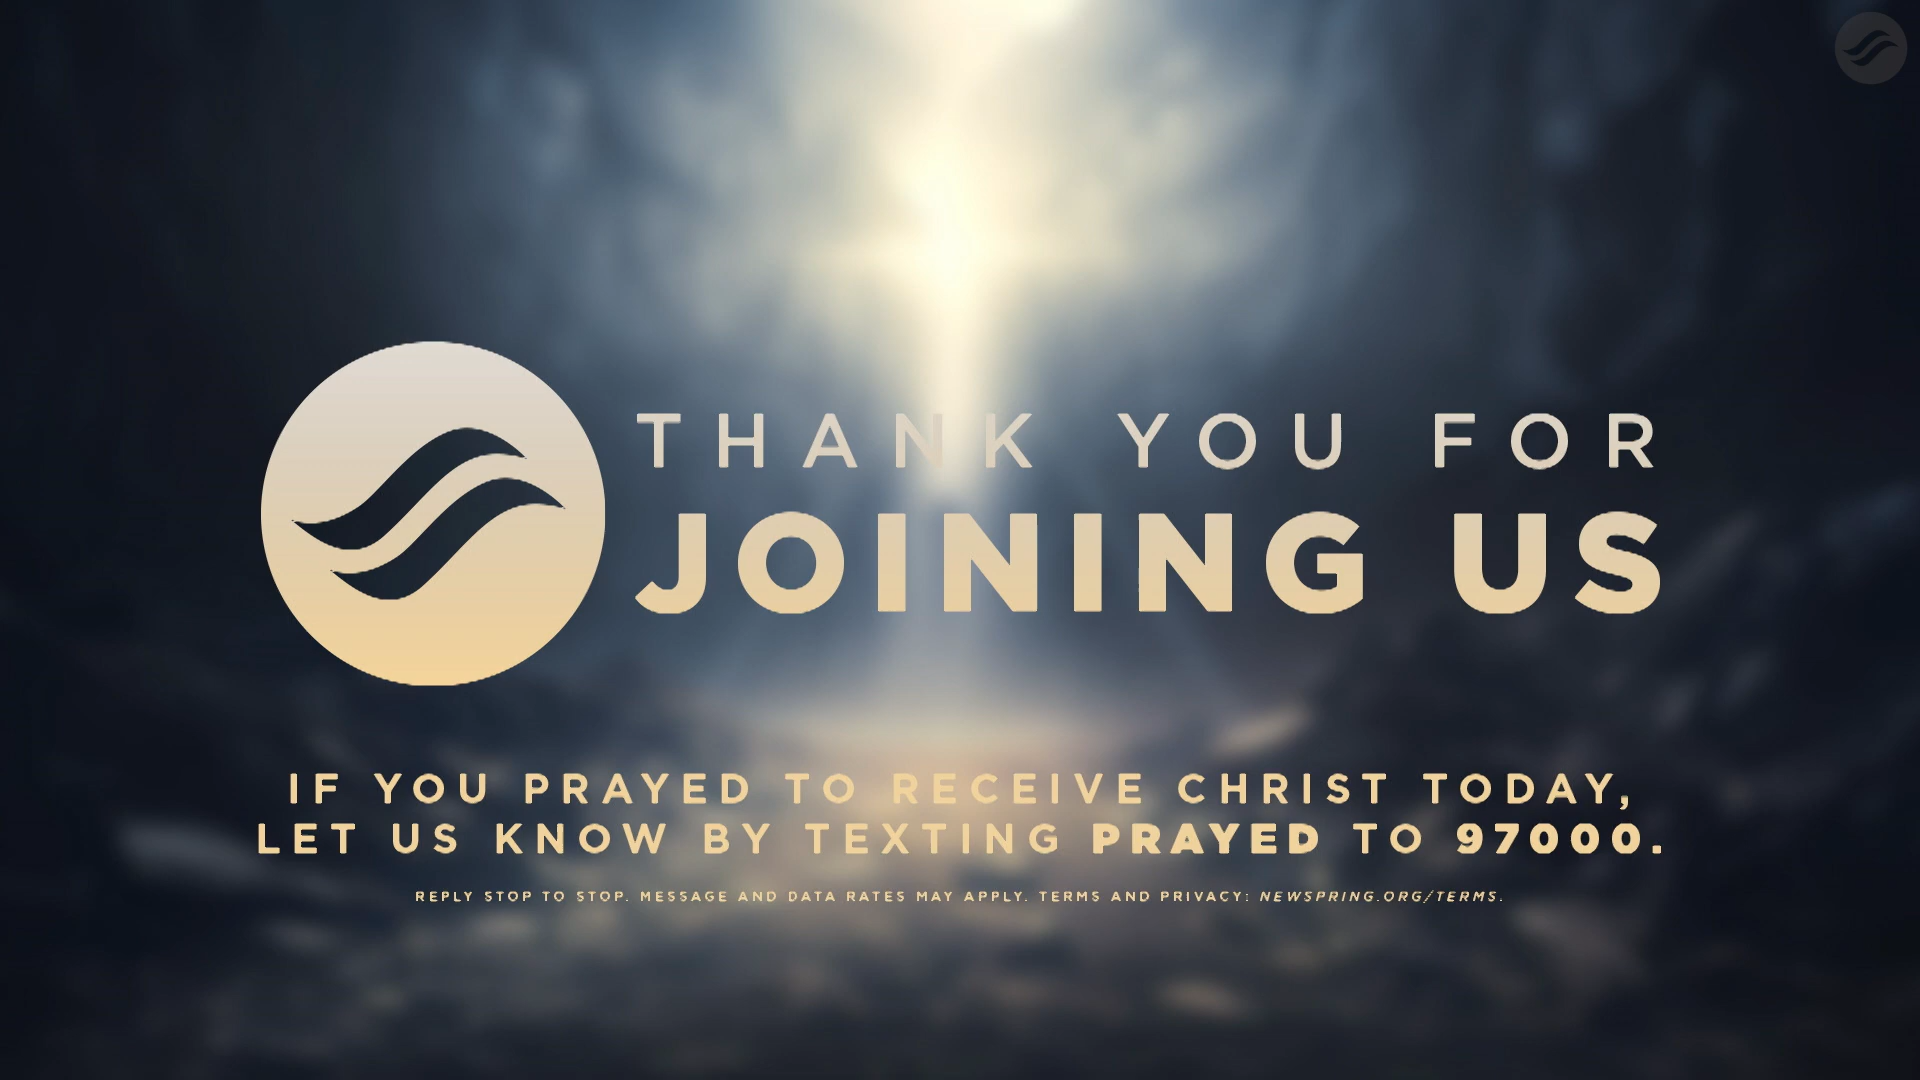 THANK YOU FOR
JOINING US
IF YOU PRAYED TO RECEIVE CHRIST TODAY,
LET US KNOW BY TEXTING PRAYED TO 97000.
REPLY STOP TO STOP. MESSAGE AND DATA RATES MAY APPLY. TERMS AND PRIVACY: NEWSPRING.ORG/TERMS.